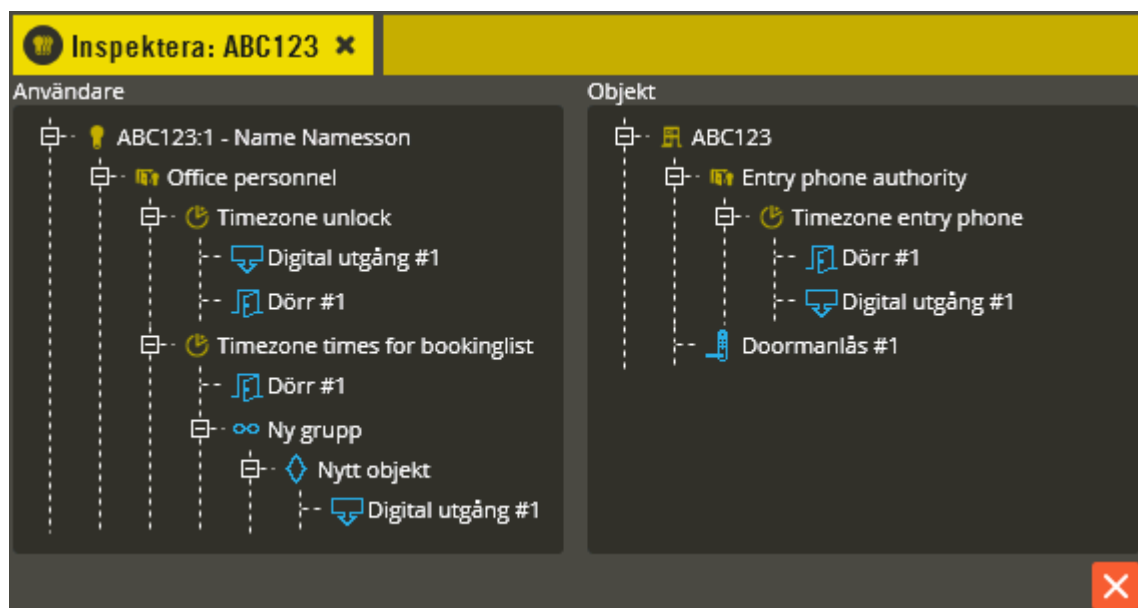 Inspektera: ABC123
Användare
ABC123:1 - Name Namesson
Office personnel
Timezone unlock
Digital utgång #1
Dörr #1
Timezone times for bookinglist
Dörr #1
Ny grupp
Nytt objekt
Digital utgång #1
Objekt
ABC123
Entry phone authority
Timezone entry phone
Dörr #1
Digital utgång #1
Doormanlås #1